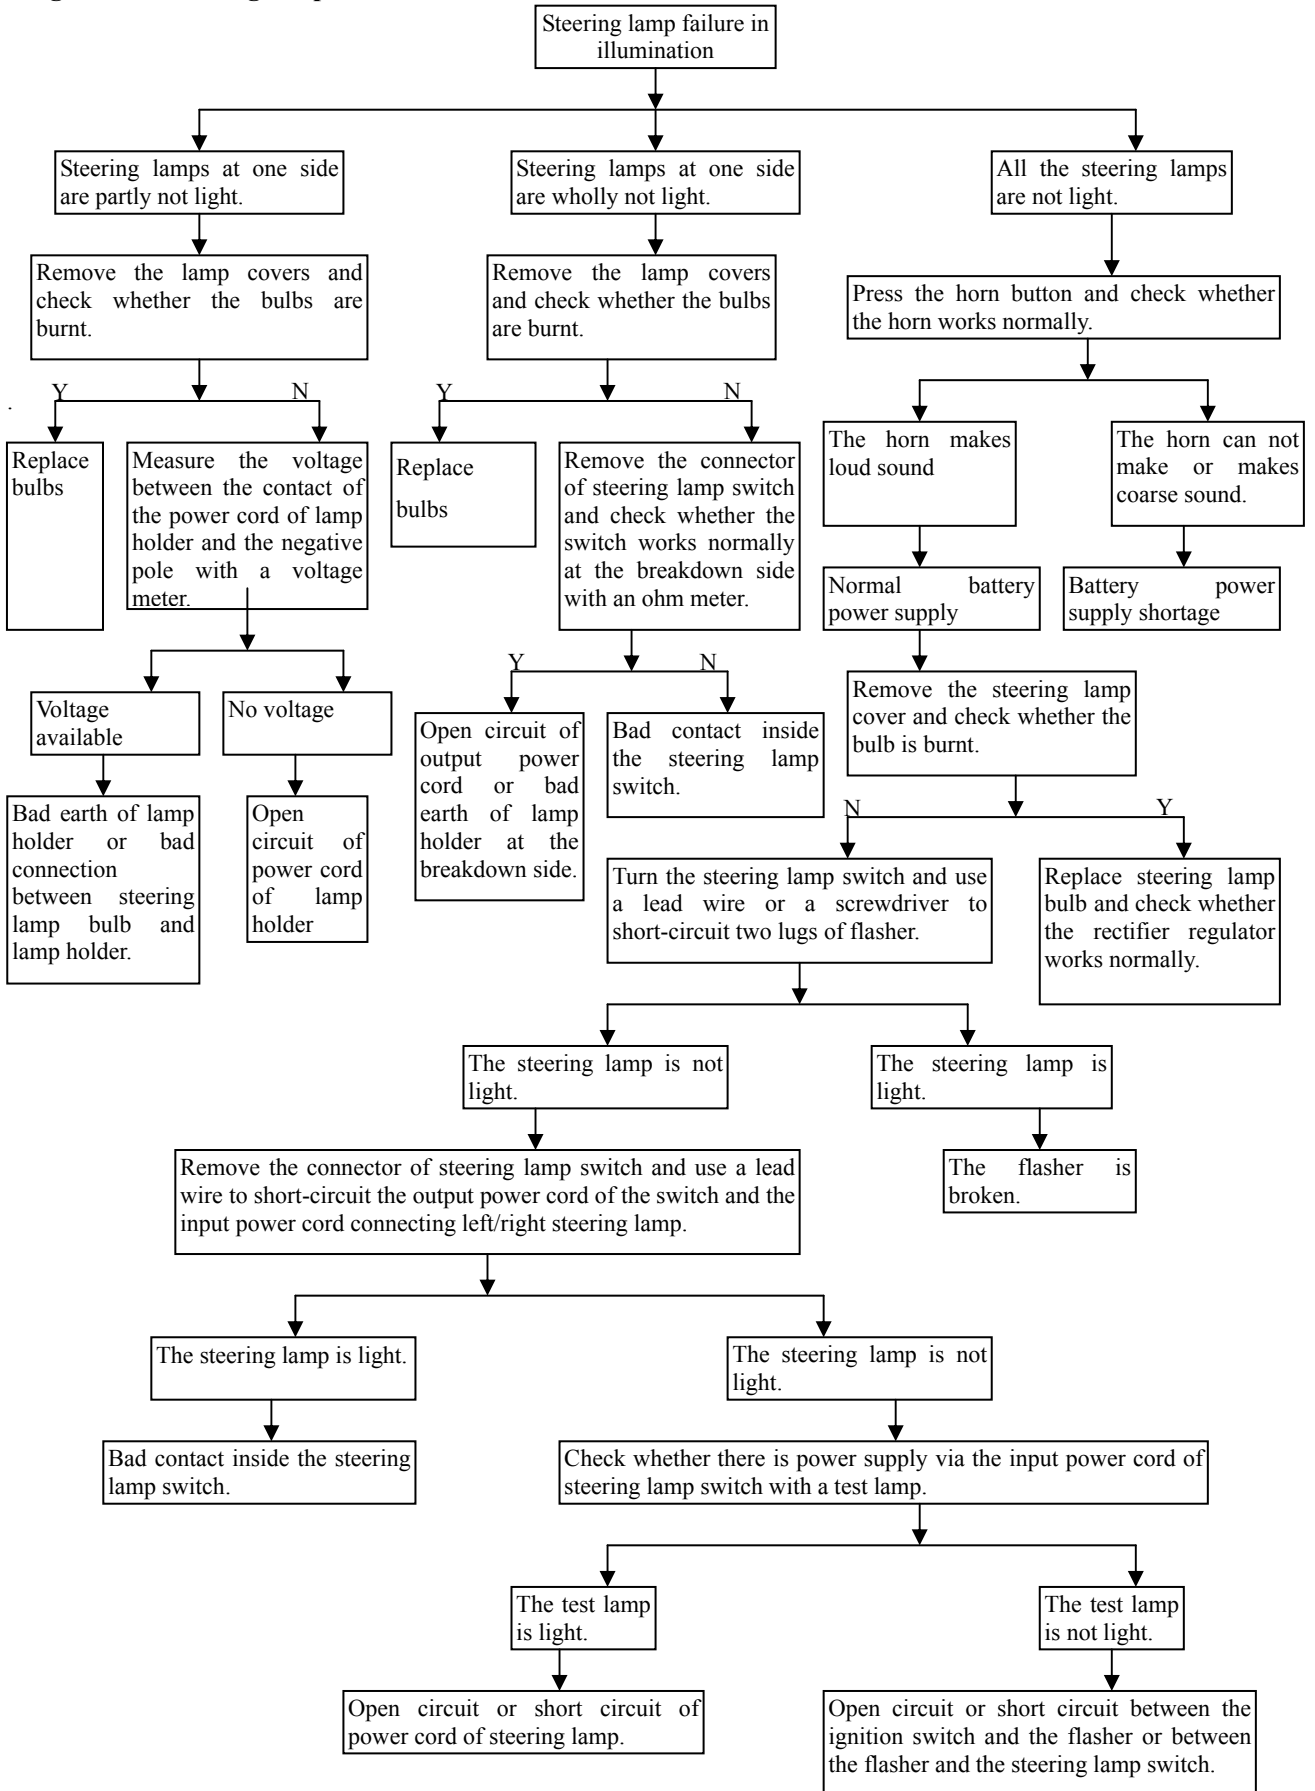 Steering lamp failure in
illumination
Steering lamps at one side
are partly not light.
Steering lamps at one side
are wholly not light.
All the steering lamps
are not light.
Remove the lamp covers and
check whether the bulbs are
burnt.
Remove the lamp covers
and check whether the bulbs
are burnt.
Press the horn button and check whether
the horn works normally.
Y
N
Y
N
.
Replace
bulbs
Measure the voltage
between the contact of
the power cord of lamp
holder and the negative
pole with a voltage
meter.
Replace
bulbs
Remove the connector
of steering lamp switch
and check whether the
switch works normally
at the breakdown side
with an ohm meter.
The horn makes
loud sound
The horn can not
make or makes
coarse sound.
Normal battery
power supply
Battery power
supply shortage
Y
N
Voltage
available
No voltage
Open circuit of
output power
cord or bad
earth of lamp
holder at the
breakdown side.
Bad contact inside
the steering lamp
switch.
Remove the steering lamp
cover and check whether the
bulb is burnt.
Bad earth of lamp
holder or bad
connection
between steering
lamp bulb and
lamp holder.
Open
circuit of
power cord
of lamp
holder
N
Y
Turn the steering lamp switch and use
a lead wire or a screwdriver to
short-circuit two lugs of flasher.
Replace steering lamp
bulb and check whether
the rectifier regulator
works normally.
The steering lamp is not
light.
The steering lamp is
light.
Remove the connector of steering lamp switch and use a lead
wire to short-circuit the output power cord of the switch and the
input power cord connecting left/right steering lamp.
The flasher is
broken.
The steering lamp is light.
The steering lamp is not
light.
Bad contact inside the steering
lamp switch.
Check whether there is power supply via the input power cord of
steering lamp switch with a test lamp.
The test lamp
is light.
The test lamp
is not light.
Open circuit or short circuit of
power cord of steering lamp.
Open circuit or short circuit between the
ignition switch and the flasher or between
the flasher and the steering lamp switch.